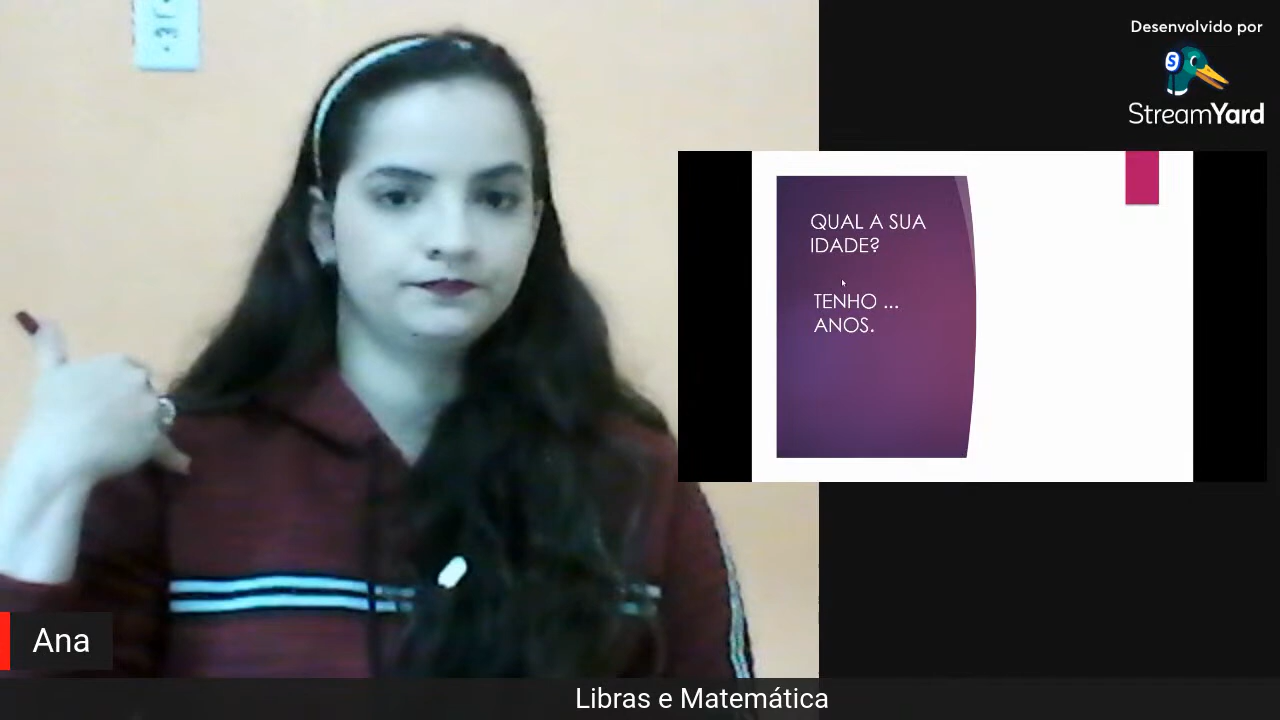 Desenvolvido por
StreamYard
QUAL A SUA
IDADE?
TENHO ...
ANOS.
Ana
Libras e Matemática